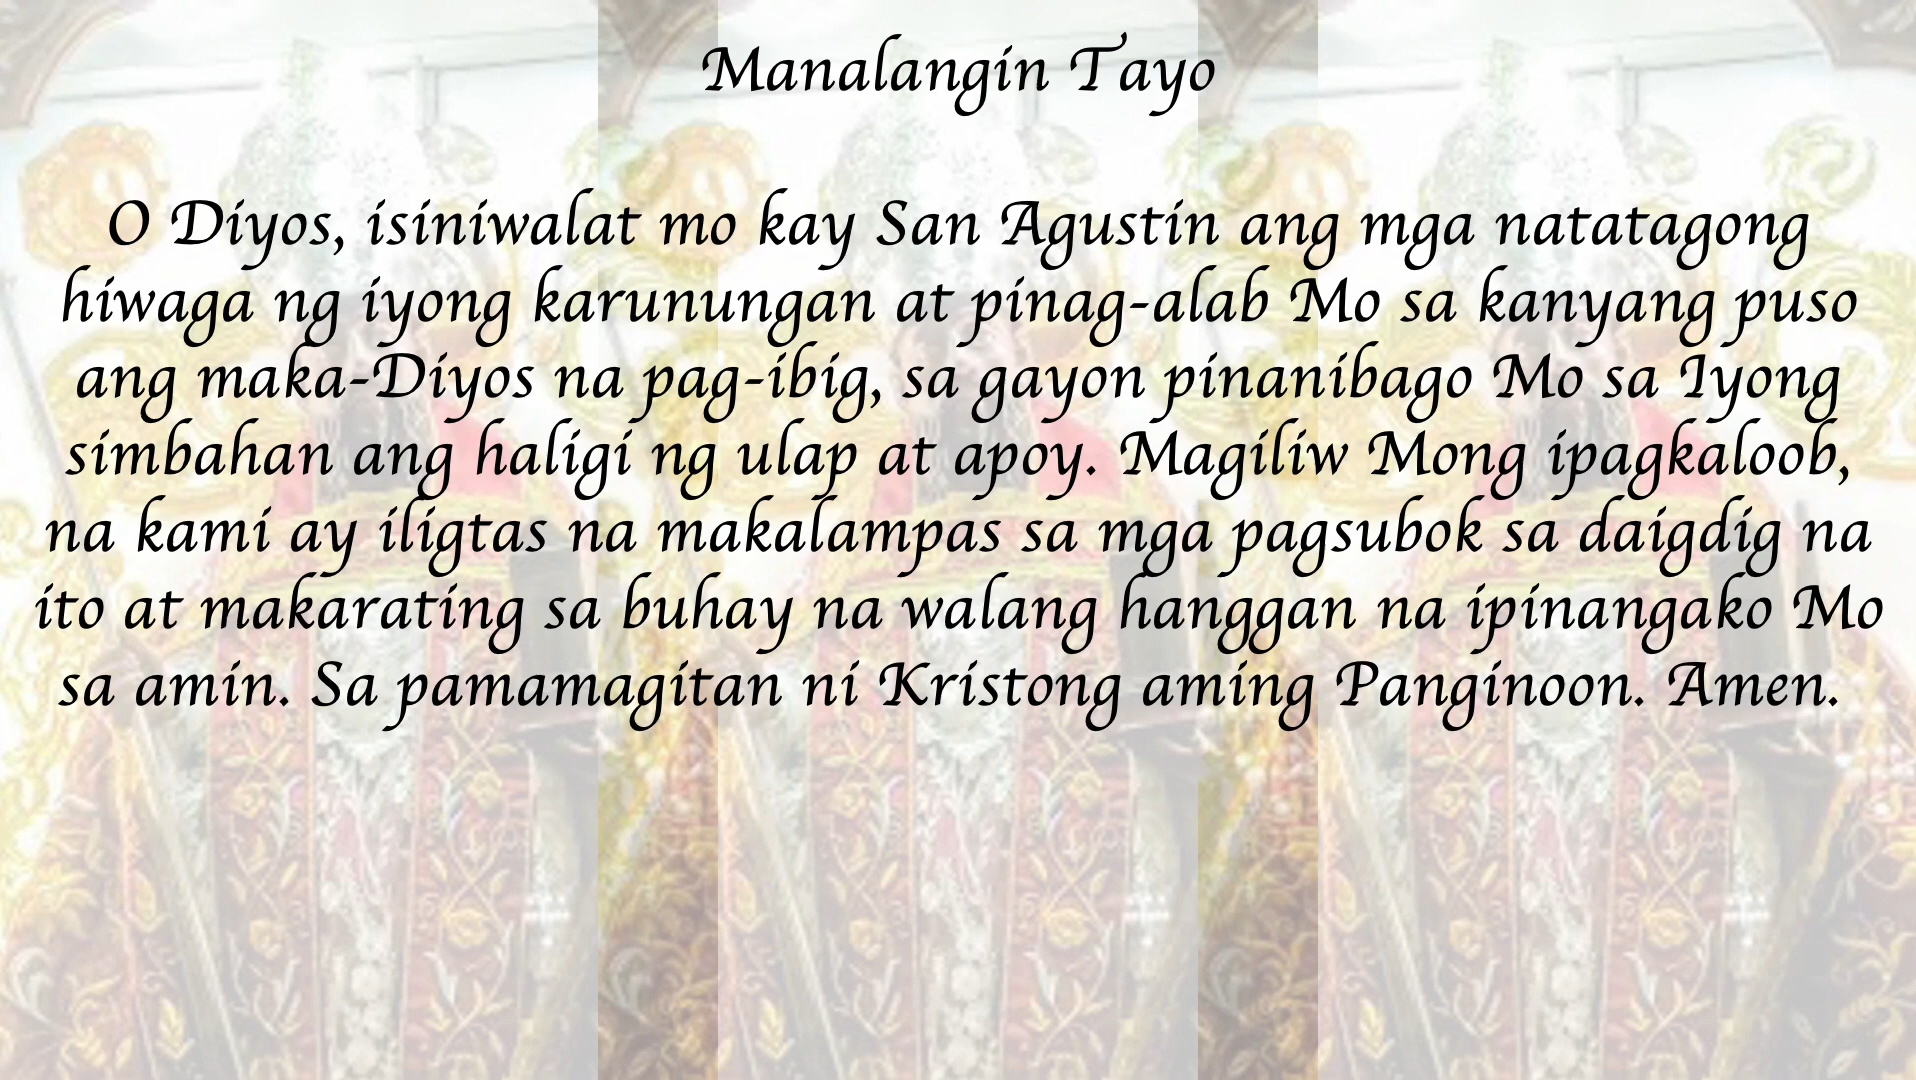 Manalangin Tayo
O Diyos, isiniwalat mo kay San Agustin ang mga natatagong
hiwaga ng iyong karunungan at pinag-alab Mo sa kanyang puso
ang maka-Diyos na pag-ibig, sa gayon pinanibago Mo sa Iyong
simbahan ang haligi ng ulap at apoy. Magiliw Mong ipagkaloob,
na kami ay iligtas na makalampas sa mga pagsubok sa daigdig na
ito at makarating sa buhay na walang hanggan na ipinangako Mo
sa amin. Sa pamamagitan ni Kristong aming Panginoon. Amen.